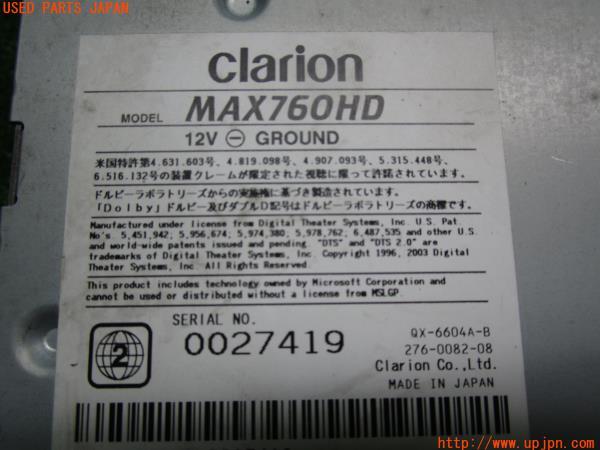 USED PARTS JAPAN
clarion
MODEL MAX760HD
12V ⊖ GROUND
米国特許第4.631.603号、4.819.098号、4.907.093号、5.315.448号、
6.516.132号の装置クレームが限定された視聴に限って許諾されています。
ドルビーラボラトリーズからの実施権に基づき製造されています。
「Dolby」ドルビー及びダブルD記号はドルビーラボラトリーズの商標です。
Manufactured under license from Digital Theater Systems, Inc. U.S. Pat.
No's. 5,451,942; 5,956,674; 5,974,380; 5,978,762; 6,487,535 and other U.S.
and world-wide patents issued and pending. "DTS" and "DTS 2.0" are
trademarks of Digital Theater Systems, Inc. Copyright 1996, 2003 Digital
Theater Systems, Inc. All Rights Reserved.
This product includes technology owned by Microsoft Corporation and
cannot be used or distributed without a license from MSLGP.
2
SERIAL NO.
0027419
QX-6604A-B
276-0082-08
Clarion Co.,Ltd.
MADE IN JAPAN
http://www.upjpn.com/